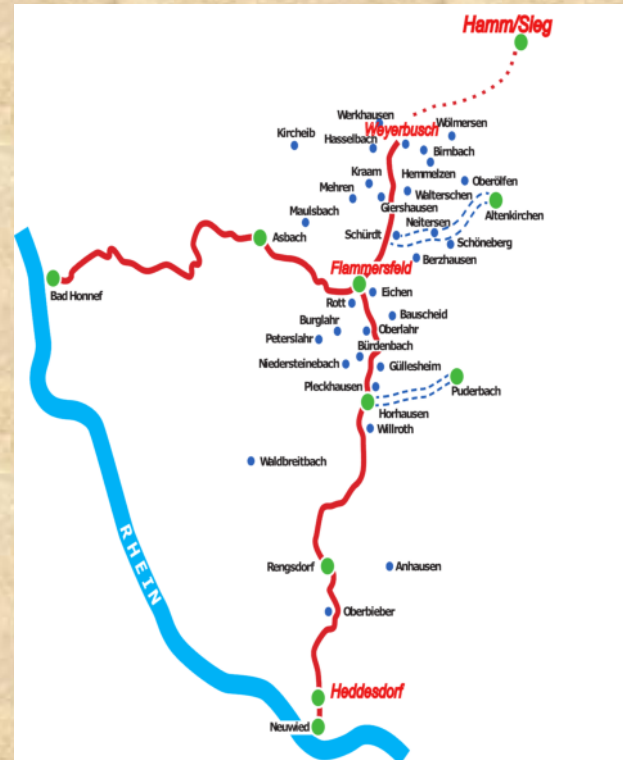 Hamm/Sieg
Werkhausen
Weyerbusch
Wölmersen
Kircheib
Hasselbach
Birnbach
Hemmelzen
Kraam
Oberölfen
Mehren
Walterschen
Giershausen
Maulsbach
Altenkirchen
Neitersen
Schürdt
Asbach
Schöneberg
Berzhausen
Flammersfeld
Bad Honnef
Eichen
Rott
Bauscheid
Burglahr
Oberlahr
Peterslahr
Bürdenbach
Niedersteinebach
Güllesheim
Pleckhausen
Puderbach
Horhausen
Willroth
Waldbreitbach
RHEIN
Rengsdorf
Anhausen
Oberbieber
Heddesdorf
Neuwied